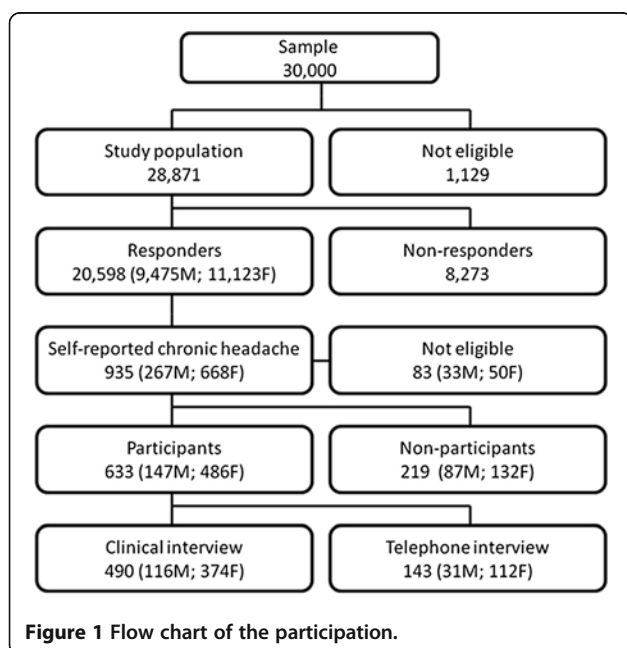 Sample
30,000
Study population
28,871
Not eligible
1,129
Responders
20,598 (9,475M; 11,123F)
Non-responders
8,273
Self-reported chronic headache
935 (267M; 668F)
Not eligible
83 (33M; 50F)
Participants
633 (147M; 486F)
Non-participants
219 (87M; 132F)
Clinical interview
490 (116M; 374F)
Telephone interview
143 (31M; 112F)
Figure 1 Flow chart of the participation.